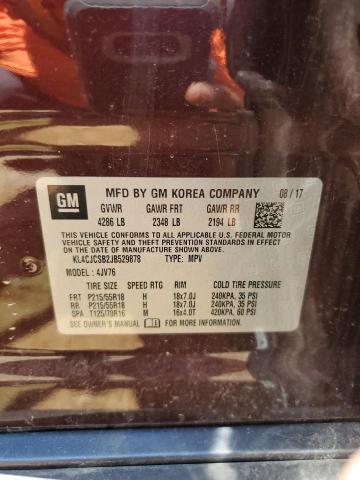 GM MFD BY GM KOREA COMPANY 08/17
GVWR GAWR FRT GAWR RR
4286 LB 2348 LB 2194 LB
THIS VEHICLE CONFORMS TO ALL APPLICABLE U.S. FEDERAL MOTOR
VEHICLE SAFETY, BUMPER, AND THEFT PREVENTION STANDARDS IN
EFFECT ON THE DATE OF MANUFACTURE SHOWN ABOVE.
KL4CJCSB2JB529878 TYPE: MPV
MODEL: 4JV76
TIRE SIZE SPEED RTG RIM COLD TIRE PRESSURE
FRT P215/55R18 H 18x7.0J 240KPA, 35 PSI
RR P215/55R18 H 18x7.0J 240KPA, 35 PSI
SPA T125/70R16 M 16x4.0T 420KPA, 60 PSI
SEE OWNER'S MANUAL FOR MORE INFORMATION